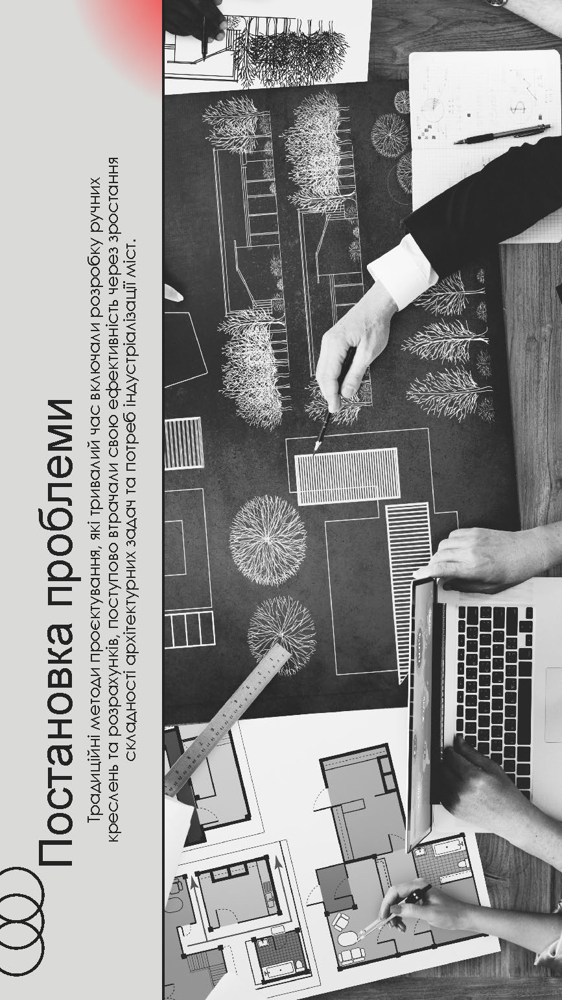 Постановка проблеми
Традиційні методи проєктування, які тривалий час включали розробку ручних
креслень та розрахунків, поступово втрачали свою ефективність через зростання
складності архітектурних задач та потреб індустріалізації міст.